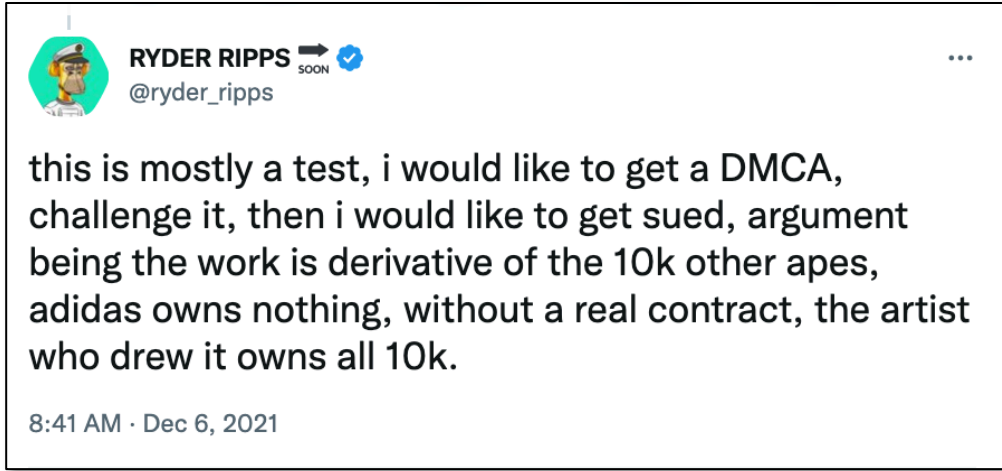 RYDER RIPPS SOON
@ryder_ripps
this is mostly a test, i would like to get a DMCA,
challenge it, then i would like to get sued, argument
being the work is derivative of the 10k other apes,
adidas owns nothing, without a real contract, the artist
who drew it owns all 10k.
8:41 AM · Dec 6, 2021